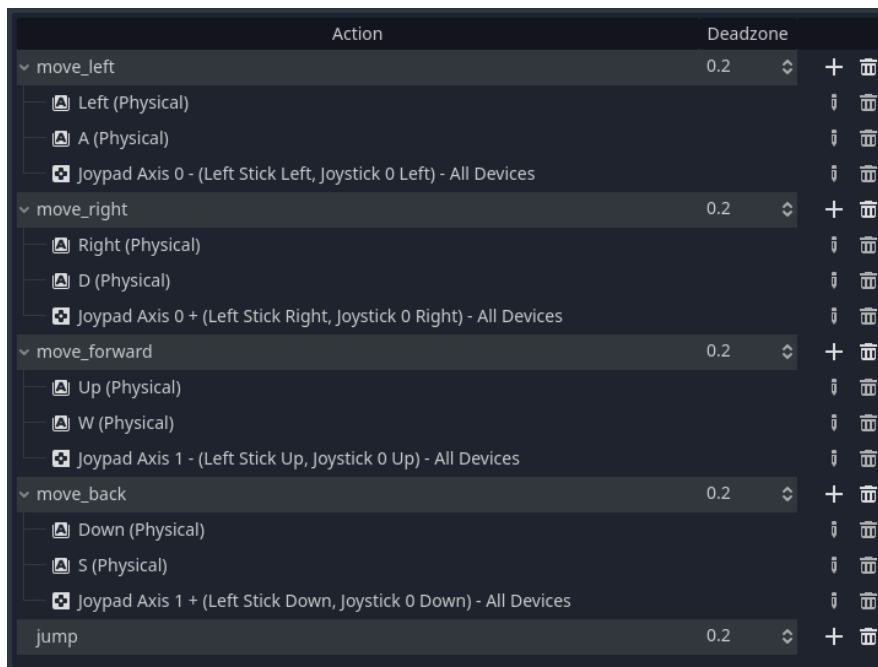 Action Deadzone
move_left 0.2
Left (Physical)
A (Physical)
Joypad Axis 0 - (Left Stick Left, Joystick 0 Left) - All Devices
move_right 0.2
Right (Physical)
D (Physical)
Joypad Axis 0 + (Left Stick Right, Joystick 0 Right) - All Devices
move_forward 0.2
Up (Physical)
W (Physical)
Joypad Axis 1 - (Left Stick Up, Joystick 0 Up) - All Devices
move_back 0.2
Down (Physical)
S (Physical)
Joypad Axis 1 + (Left Stick Down, Joystick 0 Down) - All Devices
jump 0.2